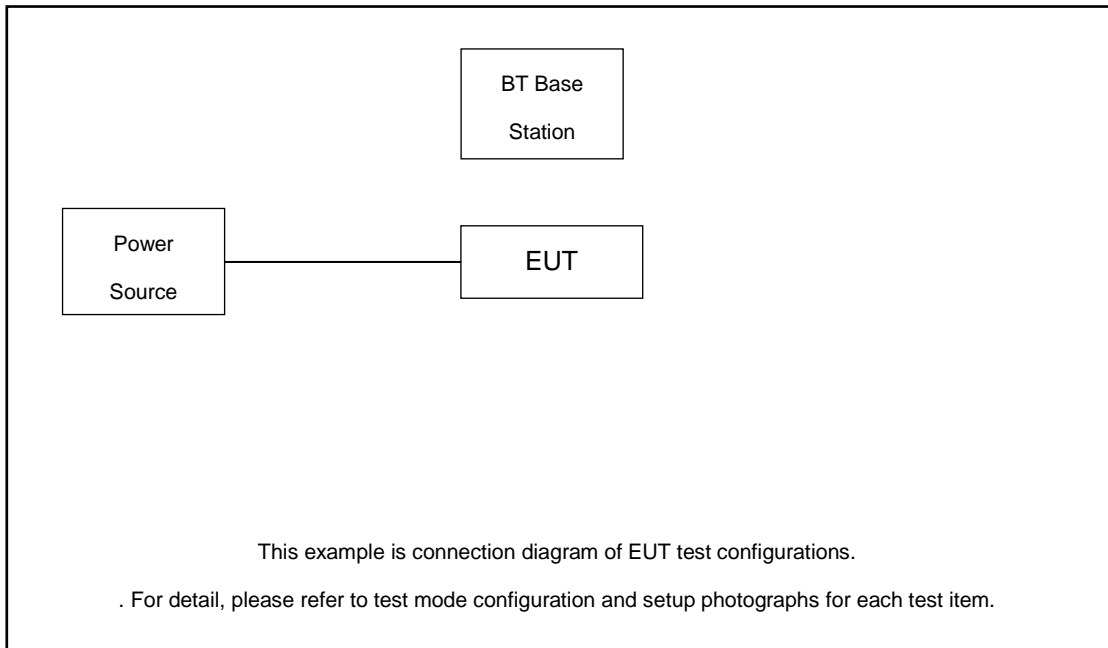 BT Base
Station
Power
Source
EUT
This example is connection diagram of EUT test configurations.
. For detail, please refer to test mode configuration and setup photographs for each test item.